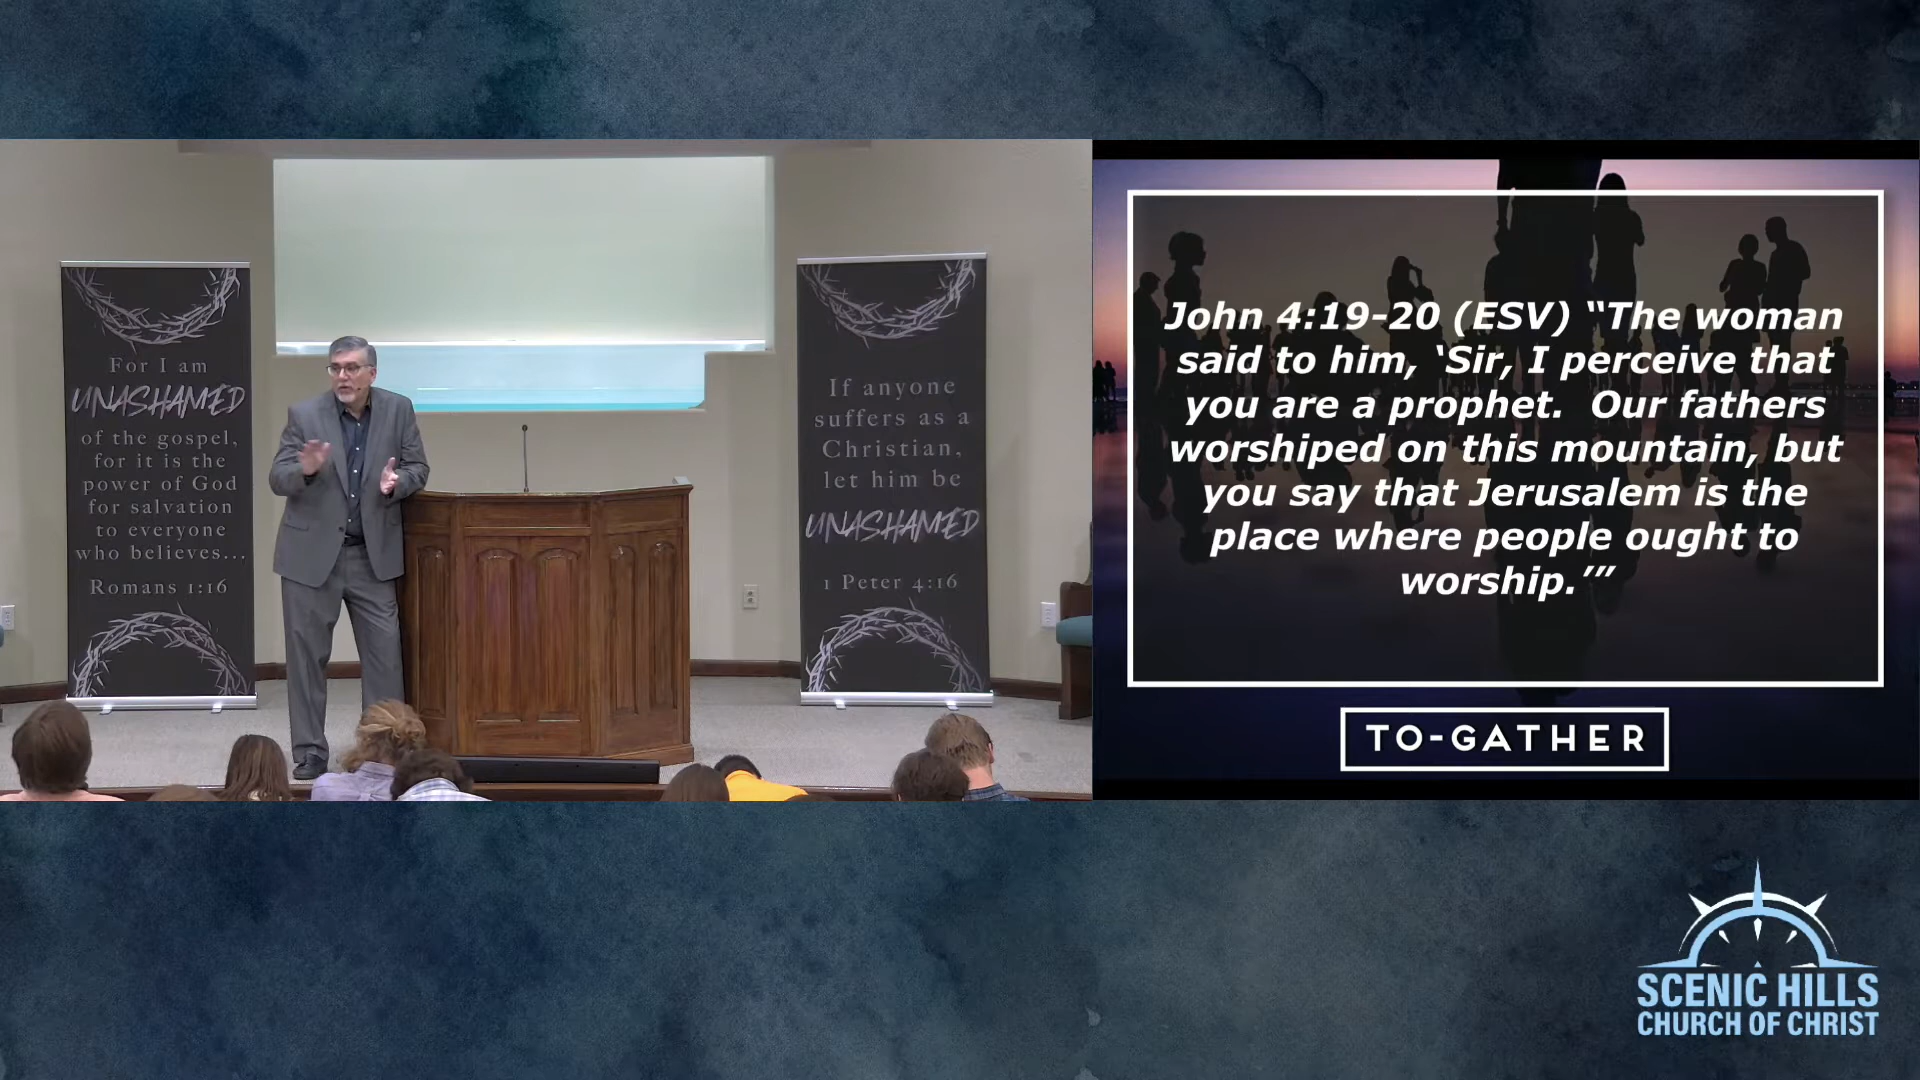 For I am
UNASHAMED
of the gospel,
for it is the
power of God
for salvation
to everyone
who believes...
Romans 1:16
If anyone
suffers as a
Christian,
let him be
UNASHAMED
1 Peter 4:16
John 4:19-20 (ESV) “The woman
said to him, ‘Sir, I perceive that
you are a prophet.  Our fathers
worshiped on this mountain, but
you say that Jerusalem is the
place where people ought to
worship.’”
TO-GATHER
SCENIC HILLS
CHURCH OF CHRIST